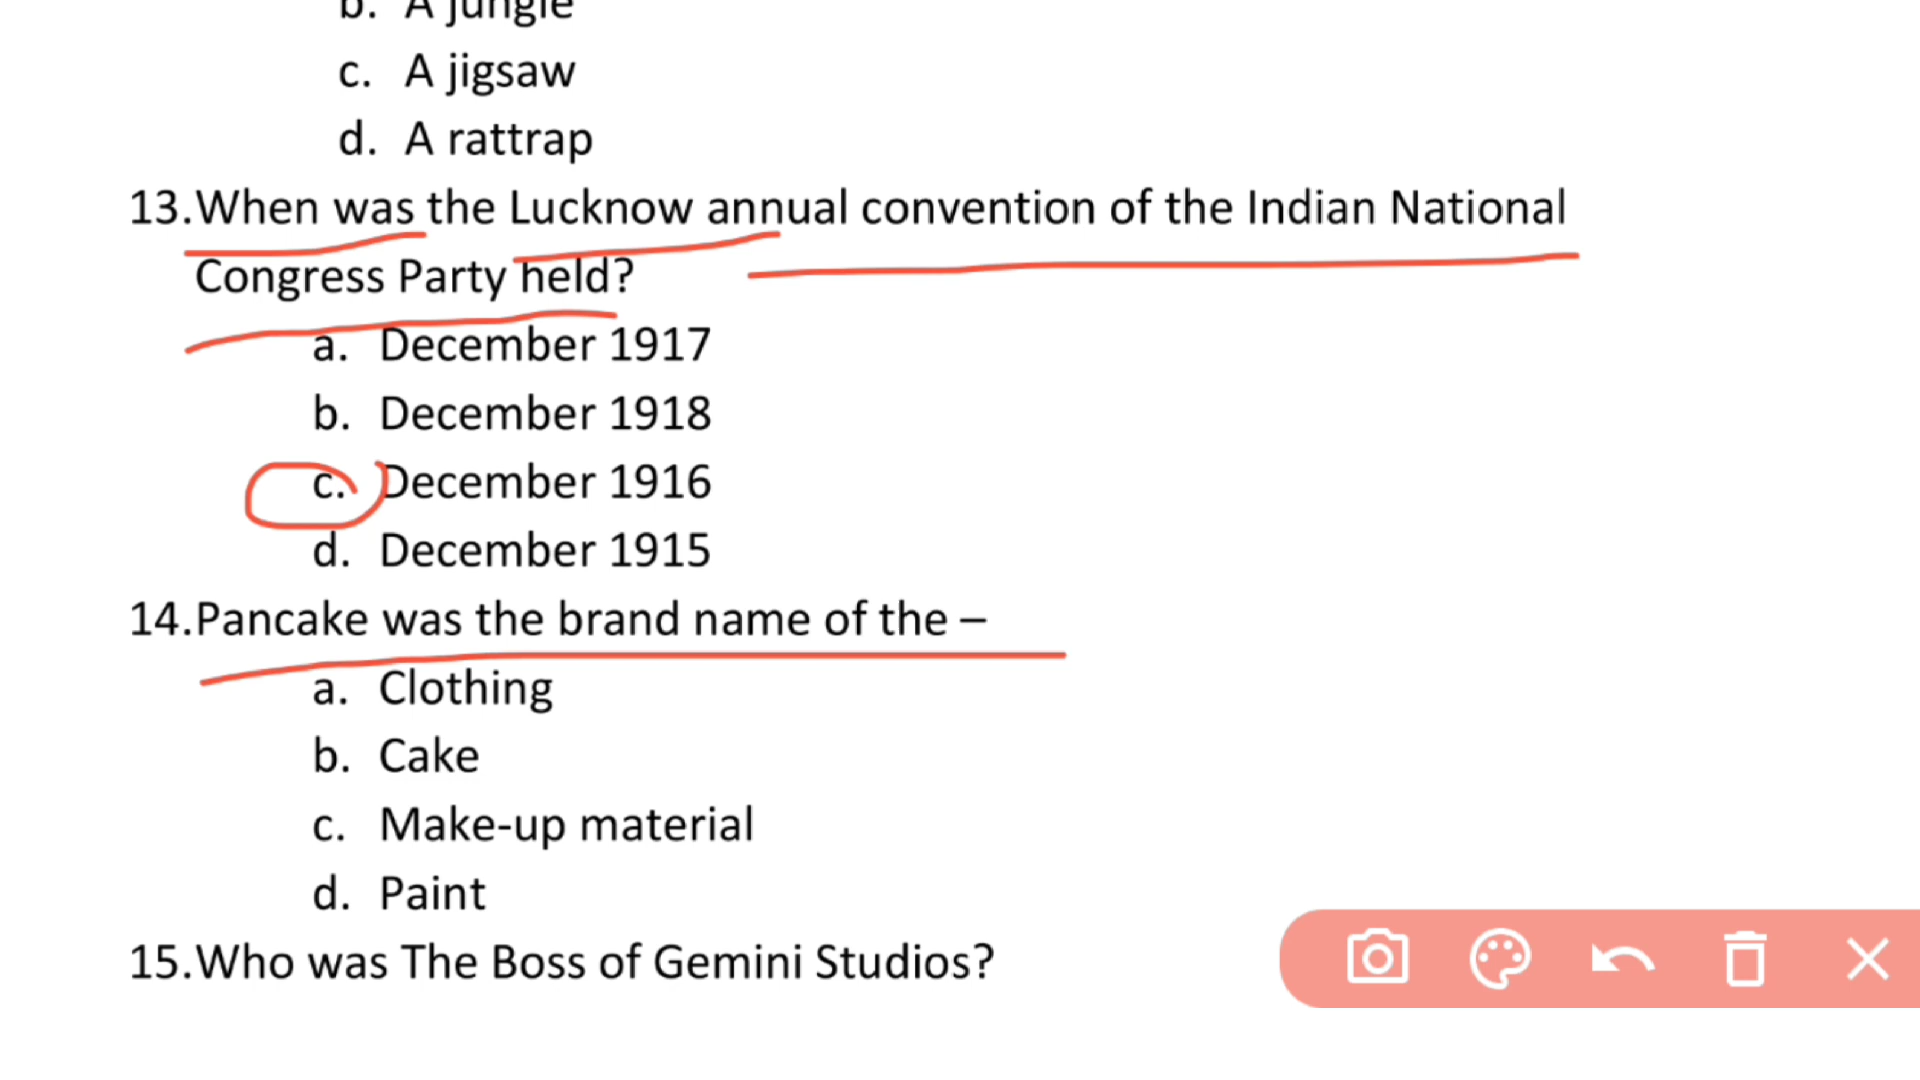 b. A jungle
c. A jigsaw
d. A rattrap
13.When was the Lucknow annual convention of the Indian National
Congress Party held?
a. December 1917
b. December 1918
c. December 1916
d. December 1915
14.Pancake was the brand name of the –
a. Clothing
b. Cake
c. Make-up material
d. Paint
15.Who was The Boss of Gemini Studios?